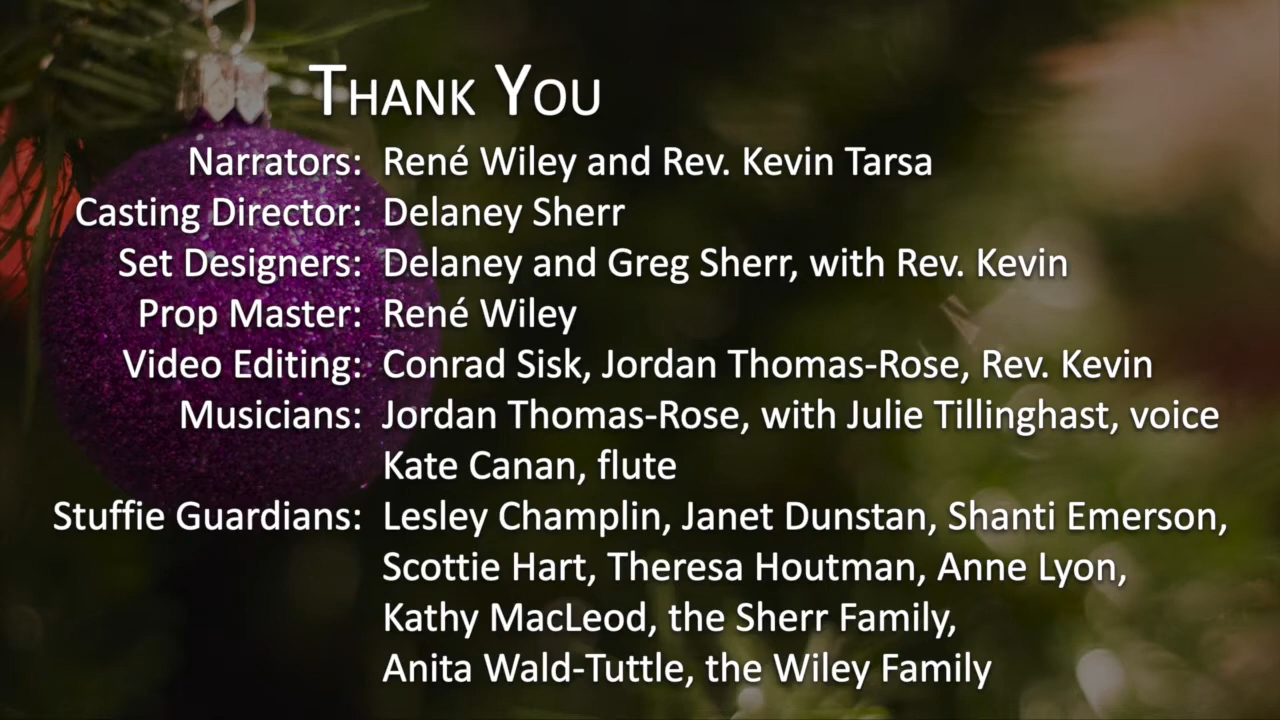 THANK YOU
Narrators: René Wiley and Rev. Kevin Tarsa
Casting Director: Delaney Sherr
Set Designers: Delaney and Greg Sherr, with Rev. Kevin
Prop Master: René Wiley
Video Editing: Conrad Sisk, Jordan Thomas-Rose, Rev. Kevin
Musicians: Jordan Thomas-Rose, with Julie Tillinghast, voice
Kate Canan, flute
Stuffie Guardians: Lesley Champlin, Janet Dunstan, Shanti Emerson,
Scottie Hart, Theresa Houtman, Anne Lyon,
Kathy MacLeod, the Sherr Family,
Anita Wald-Tuttle, the Wiley Family